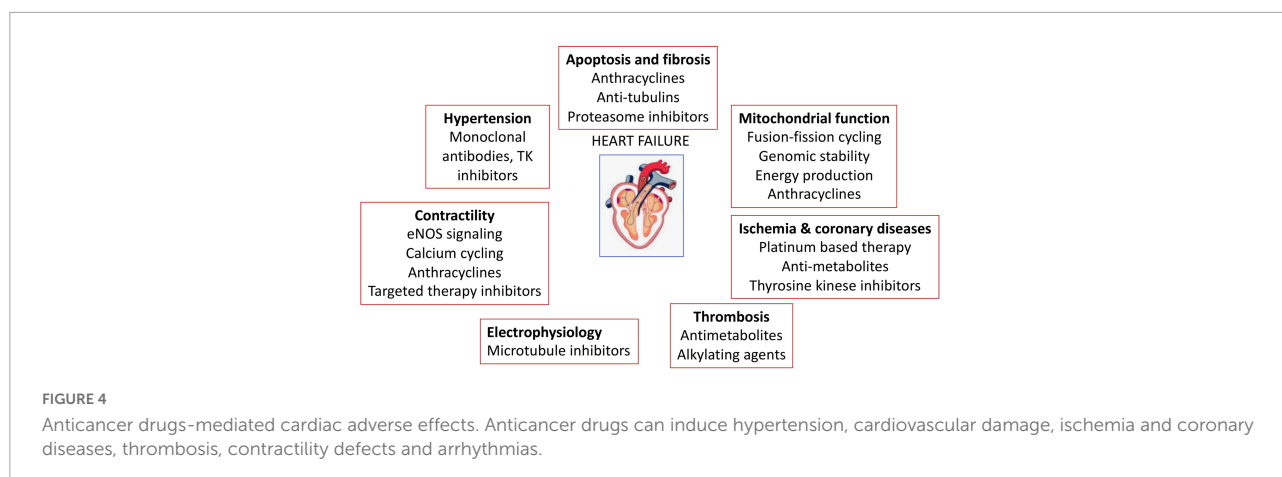 Apoptosis and fibrosis
Anthracyclines
Anti-tubulins
Proteasome inhibitors
Hypertension
Monoclonal
antibodies, TK
inhibitors
HEART FAILURE
Mitochondrial function
Fusion-fission cycling
Genomic stability
Energy production
Anthracyclines
Contractility
eNOS signaling
Calcium cycling
Anthracyclines
Targeted therapy inhibitors
Ischemia & coronary diseases
Platinum based therapy
Anti-metabolites
Thyrosine kinese inhibitors
Electrophysiology
Microtubule inhibitors
Thrombosis
Antimetabolites
Alkylating agents
FIGURE 4
Anticancer drugs-mediated cardiac adverse effects. Anticancer drugs can induce hypertension, cardiovascular damage, ischemia and coronary
diseases, thrombosis, contractility defects and arrhythmias.